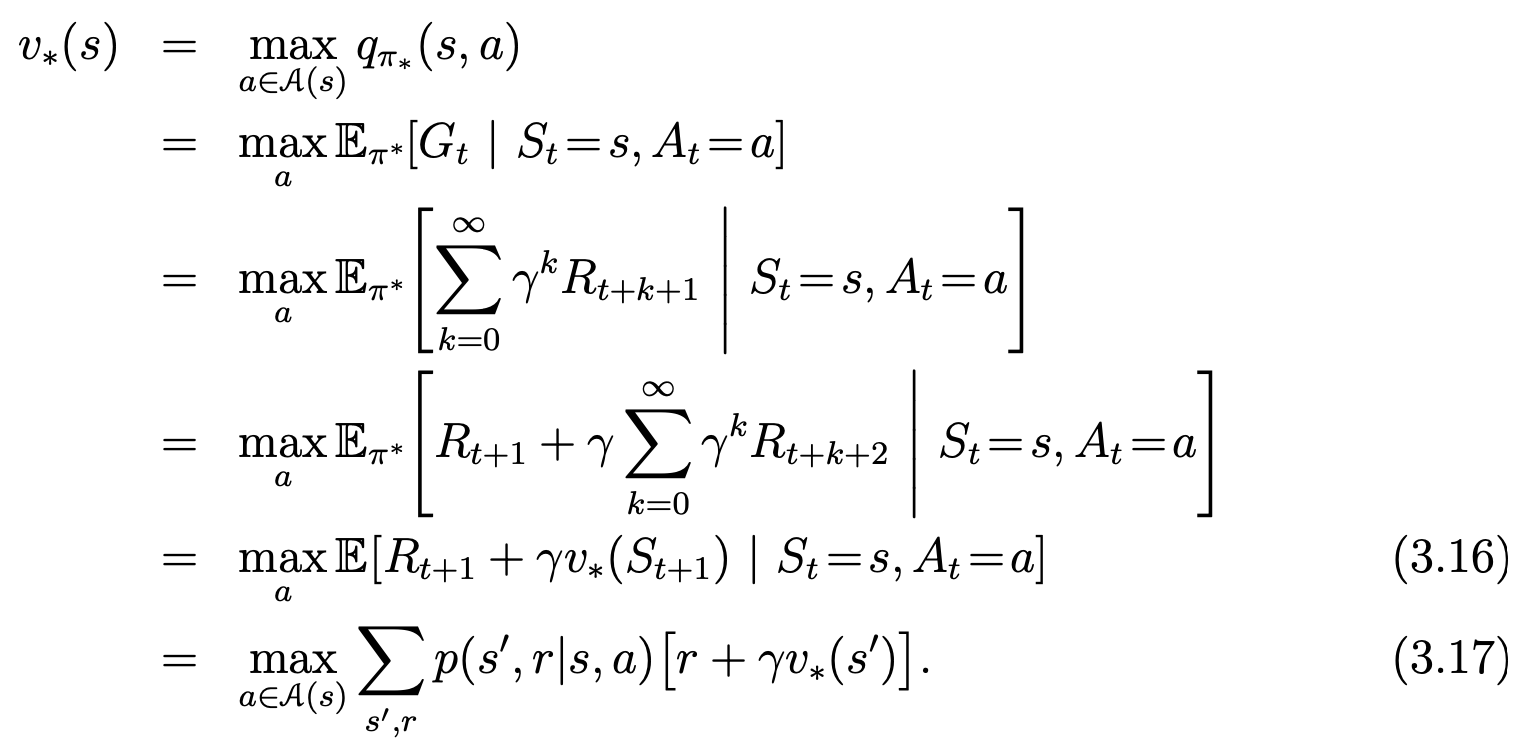 v_*(s) = max_{a∈𝒜(s)} q_{π_*}(s, a)
= max_a 𝔼_{π^*}[G_t | S_t=s, A_t=a]
= max_a 𝔼_{π^*}[∑_{k=0}^{∞} γ^k R_{t+k+1} | S_t=s, A_t=a]
= max_a 𝔼_{π^*}[R_{t+1} + γ ∑_{k=0}^{∞} γ^k R_{t+k+2} | S_t=s, A_t=a]
= max_a 𝔼[R_{t+1} + γv_*(S_{t+1}) | S_t=s, A_t=a] (3.16)
= max_{a∈𝒜(s)} ∑_{s′,r} p(s′, r|s, a)[r + γv_*(s′)]. (3.17)